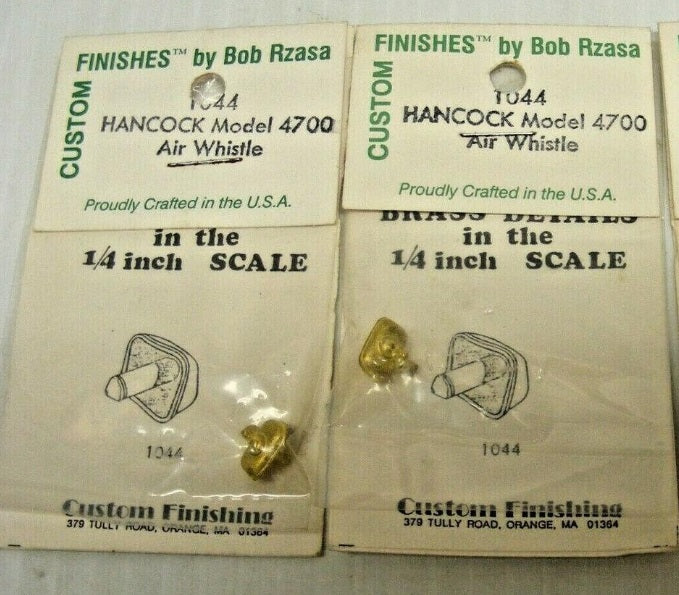 CUSTOM
FINISHES™ by Bob Rzasa
1044
HANCOCK Model 4700
Air Whistle
Proudly Crafted in the U.S.A.
in the
1/4 inch SCALE
1044
Custom Finishing
379 TULLY ROAD, ORANGE, MA 01364
CUSTOM
FINISHES™ by Bob Rzasa
1044
HANCOCK Model 4700
Air Whistle
Proudly Crafted in the U.S.A.
BRASS DETAILS
in the
1/4 inch SCALE
1044
Custom Finishing
379 TULLY ROAD, ORANGE, MA 01364